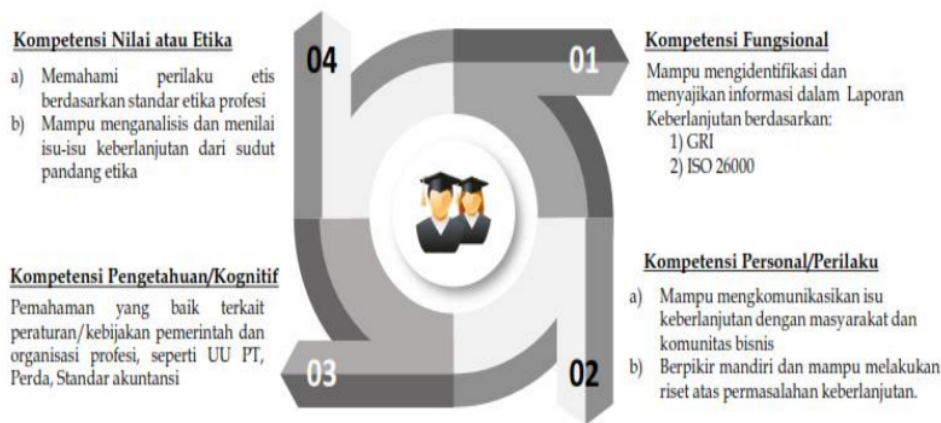 Kompetensi Nilai atau Etika
a) Memahami perilaku etis
berdasarkan standar etika profesi
b) Mampu menganalisis dan menilai
isu-isu keberlanjutan dari sudut
pandang etika
04
01
Kompetensi Fungsional
Mampu mengidentifikasi dan
menyajikan informasi dalam Laporan
Keberlanjutan berdasarkan:
1) GRI
2) ISO 26000
Kompetensi Pengetahuan/Kognitif
Pemahaman yang baik terkait
peraturan/kebijakan pemerintah dan
organisasi profesi, seperti UU PT,
Perda, Standar akuntansi
03
02
Kompetensi Personal/Perilaku
a) Mampu mengkomunikasikan isu
keberlanjutan dengan masyarakat dan
komunitas bisnis
b) Berpikir mandiri dan mampu melakukan
riset atas permasalahan keberlanjutan.